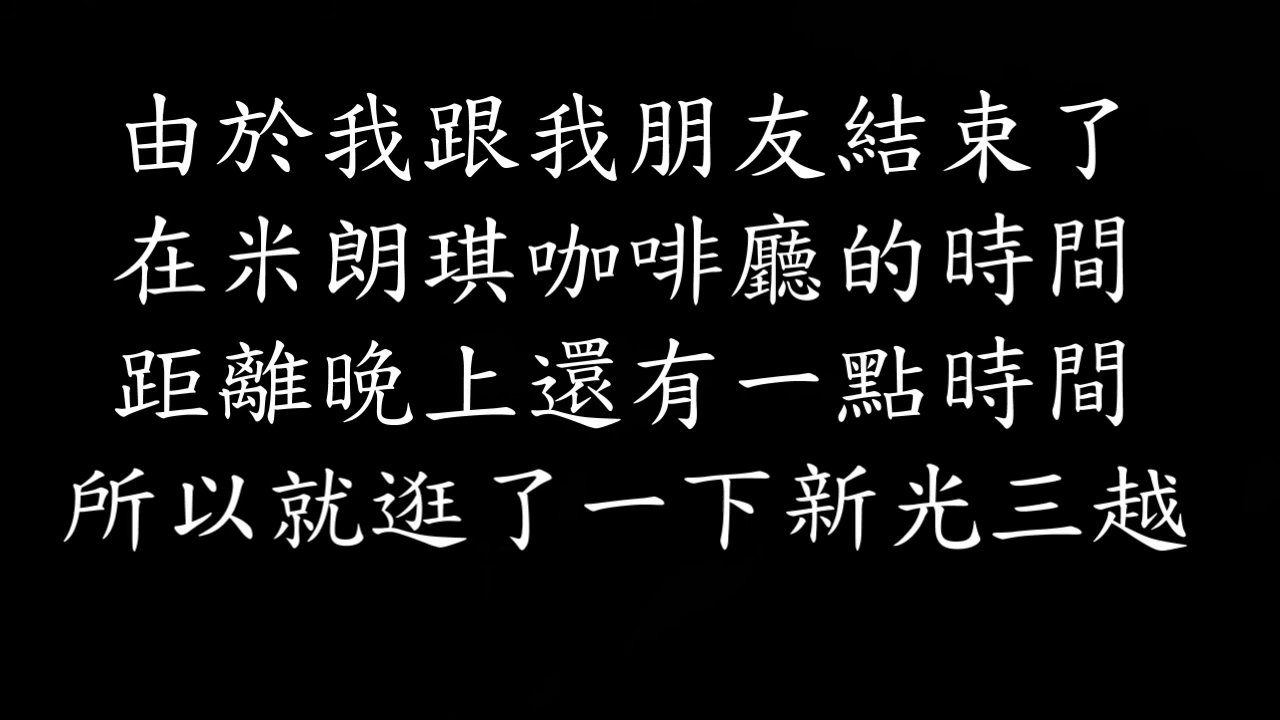 由於我跟我朋友結束了
在米朗琪咖啡廳的時間
距離晚上還有一點時間
所以就逛了一下新光三越